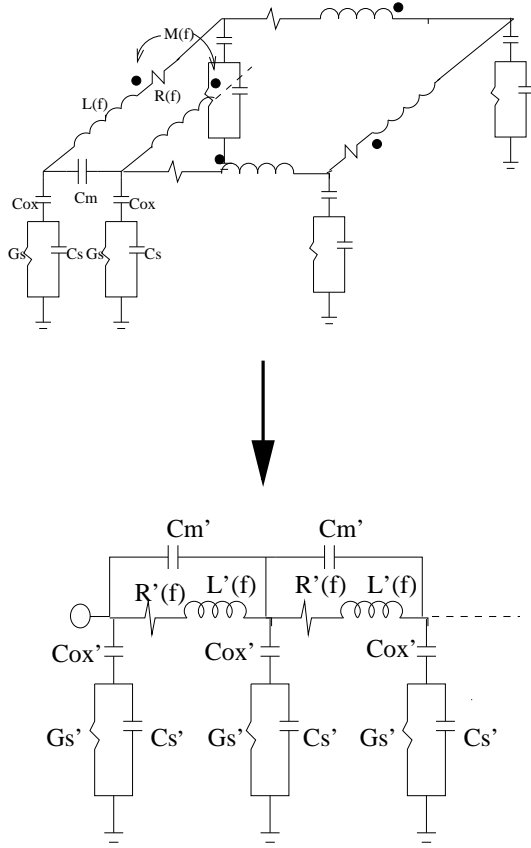 M(f)
R(f)
L(f)
Cm
Cox
Cox
Gs
Cs
Gs
Cs
Cm’
Cm’
R’(f)
L’(f)
R’(f)
L’(f)
Cox’
Cox’
Cox’
Gs’
Cs’
Gs’
Cs’
Gs’
Cs’